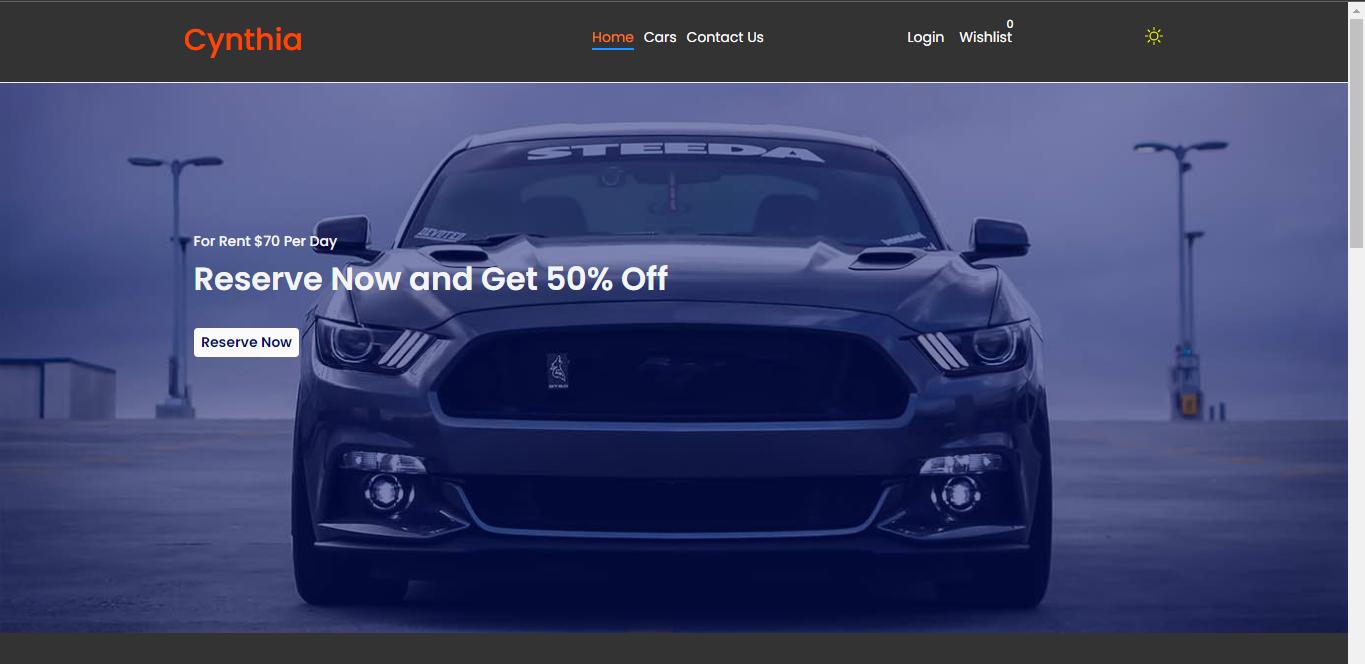 Cynthia
Home Cars Contact Us
Login Wishlist 0
STEEDA
DEVOTED
For Rent $70 Per Day
Reserve Now and Get 50% Off
Reserve Now